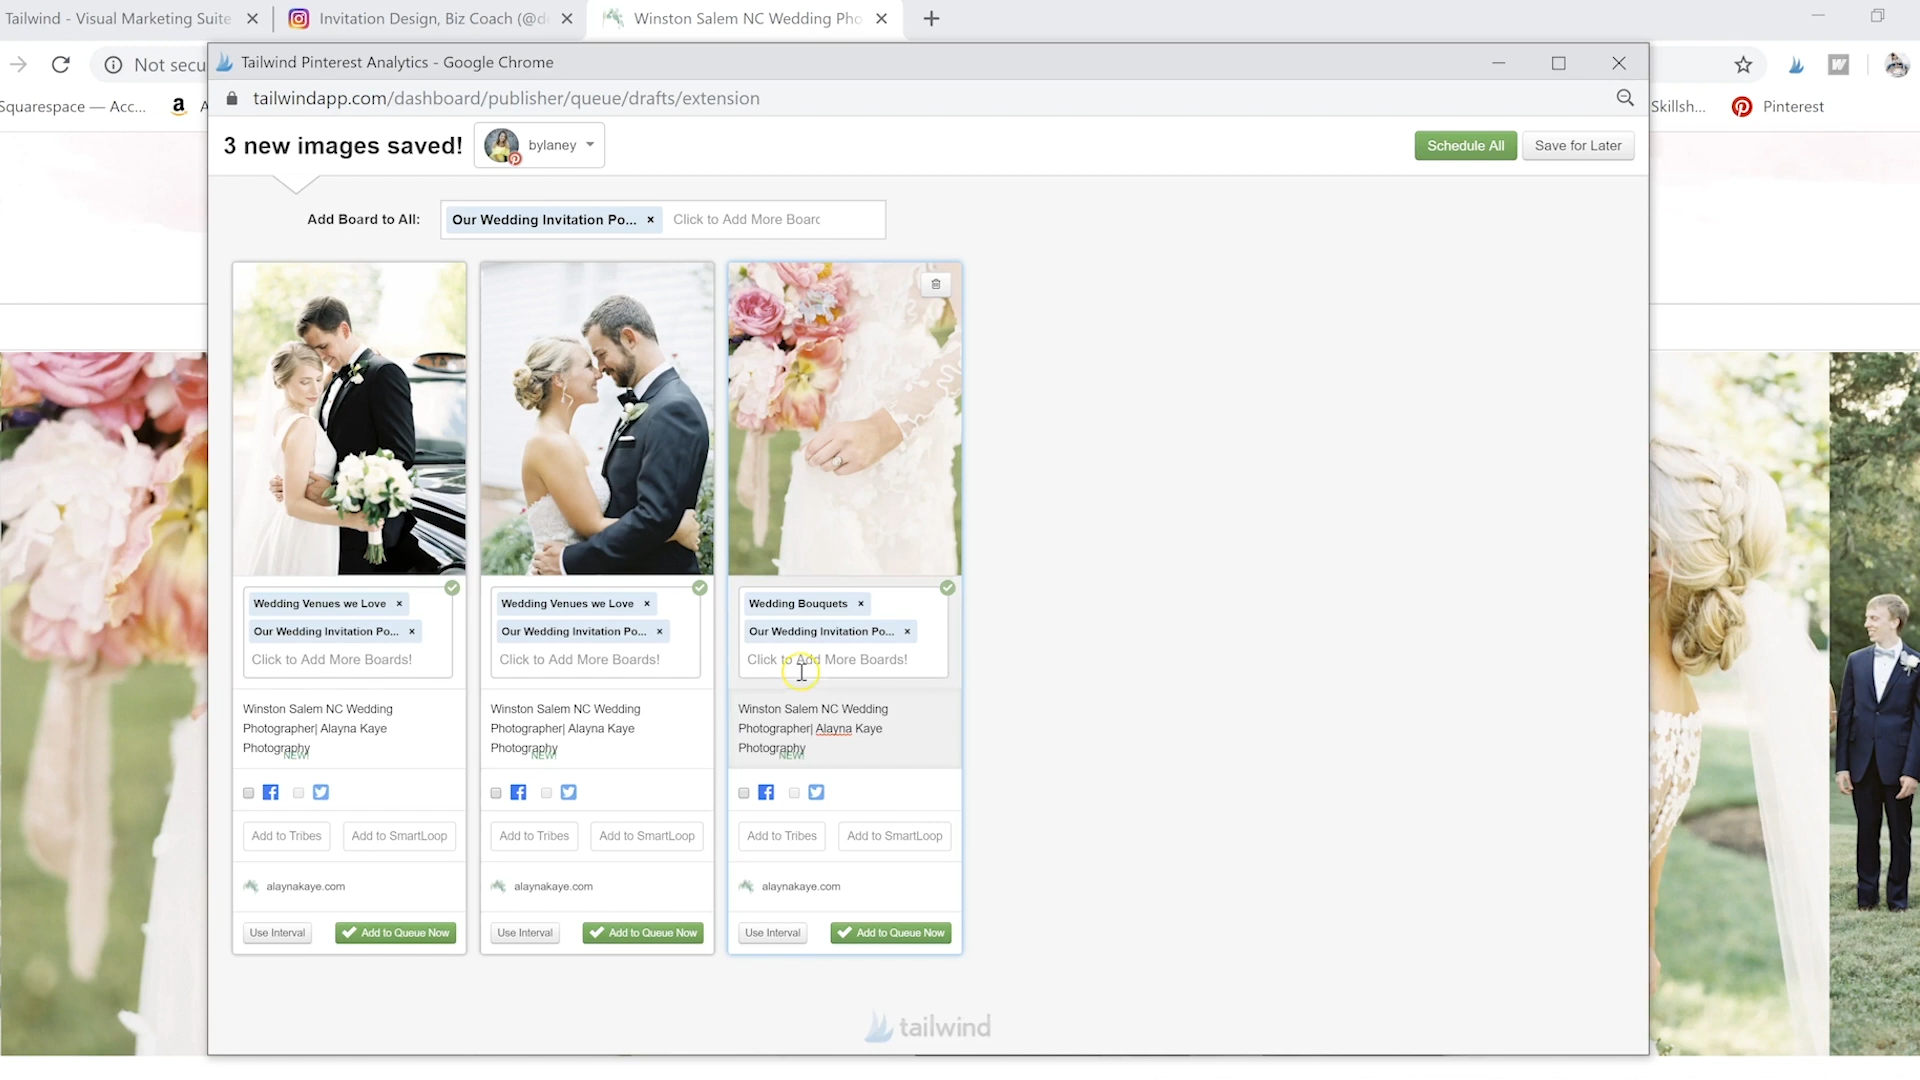 Tailwind - Visual Marketing Suite
Invitation Design, Biz Coach (@d
Winston Salem NC Wedding Pho
Not secu
Tailwind Pinterest Analytics - Google Chrome
Squarespace — Acc...
a
Skillsh...
Pinterest
tailwindapp.com/dashboard/publisher/queue/drafts/extension
3 new images saved!
bylaney
Schedule All
Save for Later
Add Board to All:
Our Wedding Invitation Po...
Click to Add More Board
Wedding Venues we Love
Our Wedding Invitation Po...
Click to Add More Boards!
Winston Salem NC Wedding
Photographer| Alayna Kaye
Photography
NEW!
Add to Tribes
Add to SmartLoop
alaynakaye.com
Use Interval
Add to Queue Now
Wedding Venues we Love
Our Wedding Invitation Po...
Click to Add More Boards!
Winston Salem NC Wedding
Photographer| Alayna Kaye
Photography
NEW!
Add to Tribes
Add to SmartLoop
alaynakaye.com
Use Interval
Add to Queue Now
Wedding Bouquets
Our Wedding Invitation Po...
Click to Add More Boards!
Winston Salem NC Wedding
Photographer| Alayna Kaye
Photography
NEW!
Add to Tribes
Add to SmartLoop
alaynakaye.com
Use Interval
Add to Queue Now
tailwind